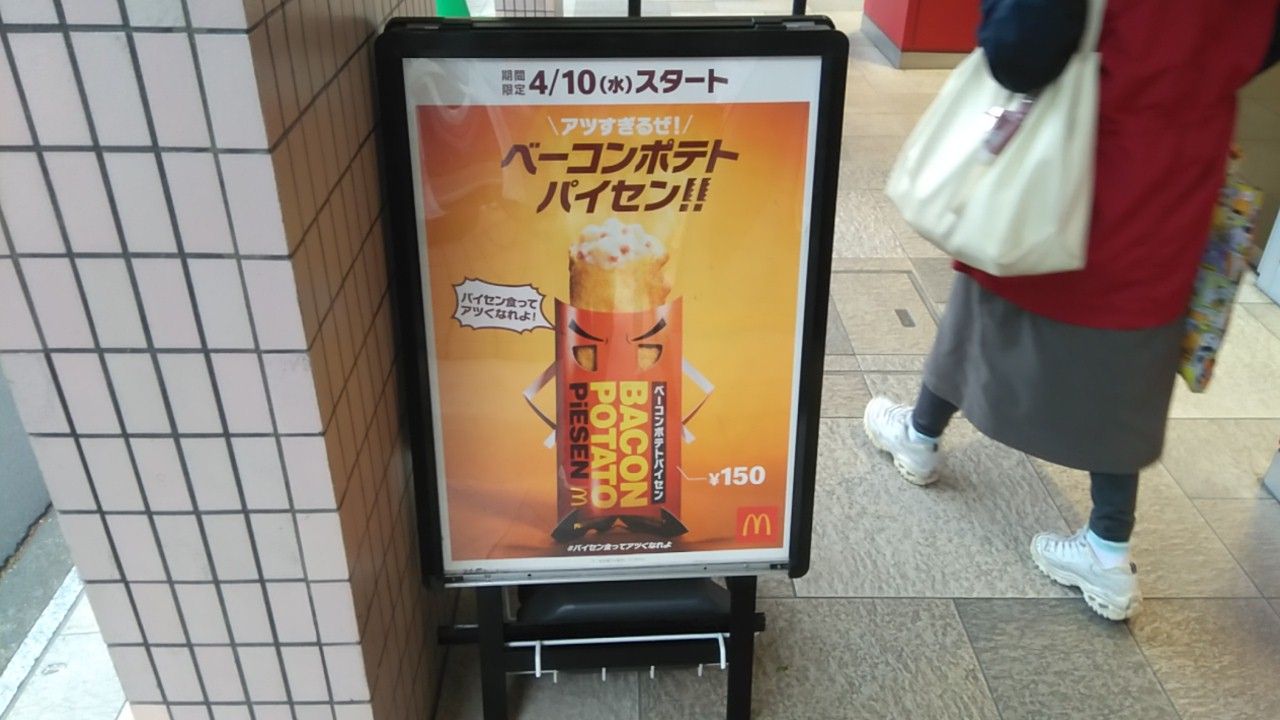 期間
限定 4/10(水)スタート
\アツすぎるぜ!/
ベーコンポテト
パイセン!!
パイセン食って
アツくなれよ!
ベーコンポテトパイセン
BACON
POTATO
PiESEN
¥150
#パイセン食ってアツくなれよ